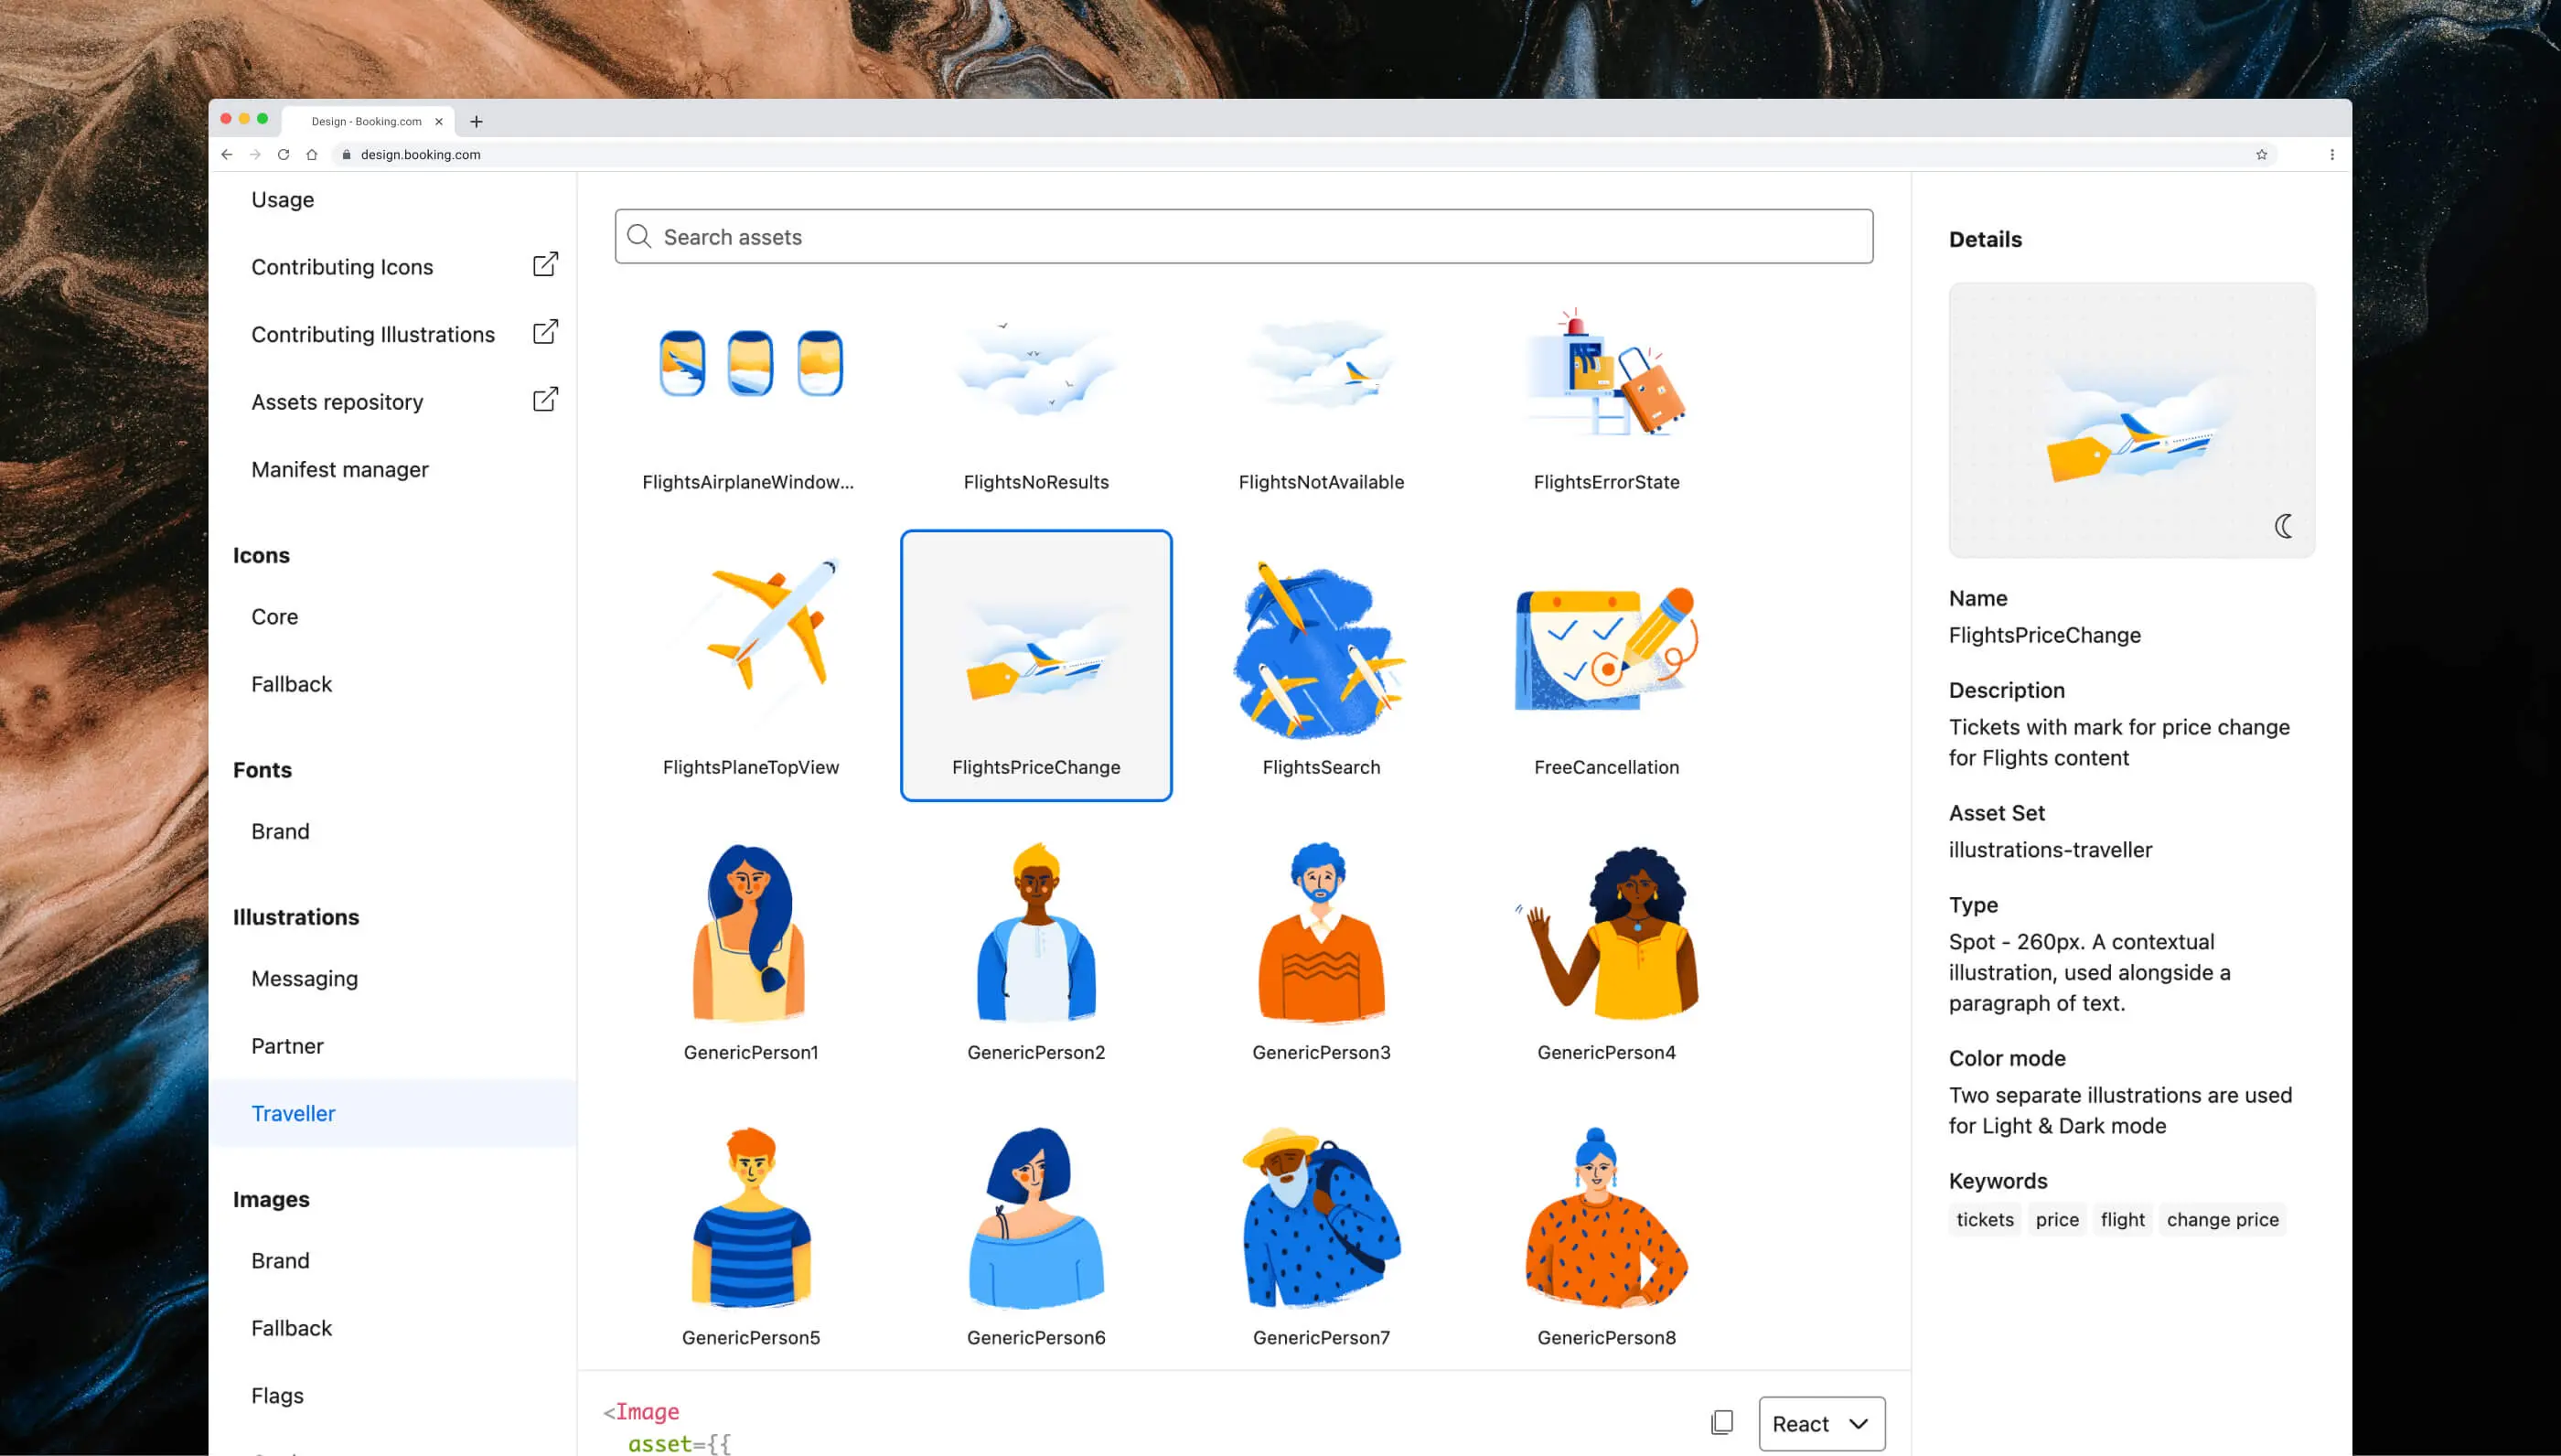 Design - Booking.com
design.booking.com
Usage
Contributing Icons
Contributing Illustrations
Assets repository
Manifest manager
Icons
Core
Fallback
Fonts
Brand
Illustrations
Messaging
Partner
Traveller
Images
Brand
Fallback
Flags
Search assets
FlightsAirplaneWindow...
FlightsNoResults
FlightsNotAvailable
FlightsErrorState
FlightsPlaneTopView
FlightsPriceChange
FlightsSearch
FreeCancellation
GenericPerson1
GenericPerson2
GenericPerson3
GenericPerson4
GenericPerson5
GenericPerson6
GenericPerson7
GenericPerson8
<Image
asset={{
React
Details
Name
FlightsPriceChange
Description
Tickets with mark for price change
for Flights content
Asset Set
illustrations-traveller
Type
Spot - 260px. A contextual
illustration, used alongside a
paragraph of text.
Color mode
Two separate illustrations are used
for Light & Dark mode
Keywords
tickets
price
flight
change price